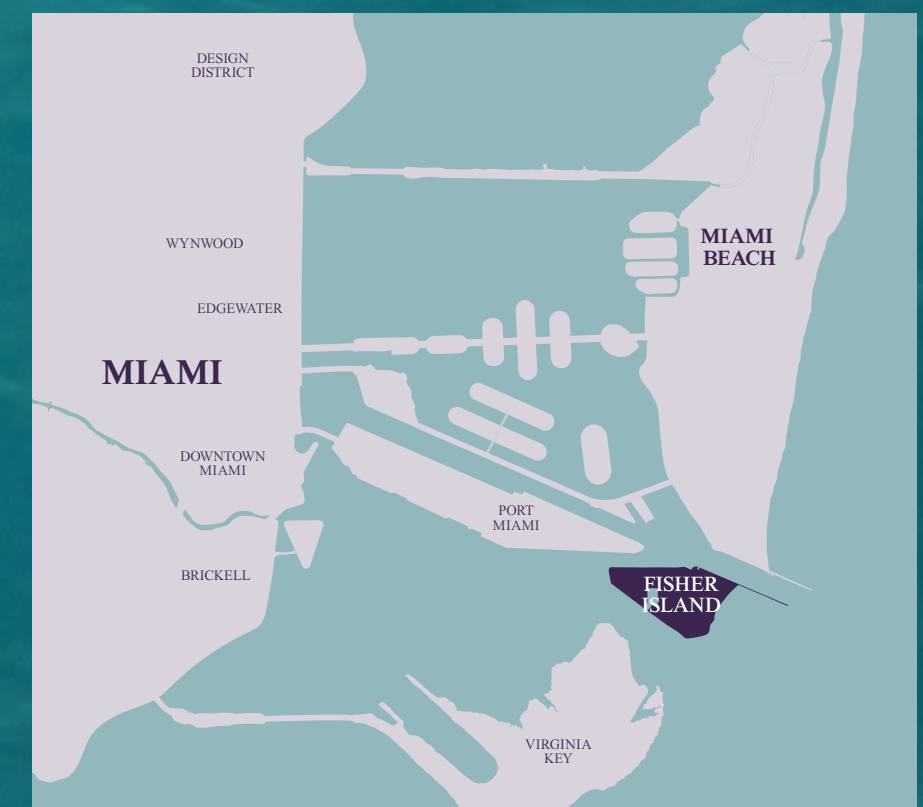 DESIGN
DISTRICT
WYNWOOD
MIAMI
BEACH
EDGEWATER
MIAMI
DOWNTOWN
MIAMI
PORT
MIAMI
BRICKELL
FISHER
ISLAND
VIRGINIA
KEY